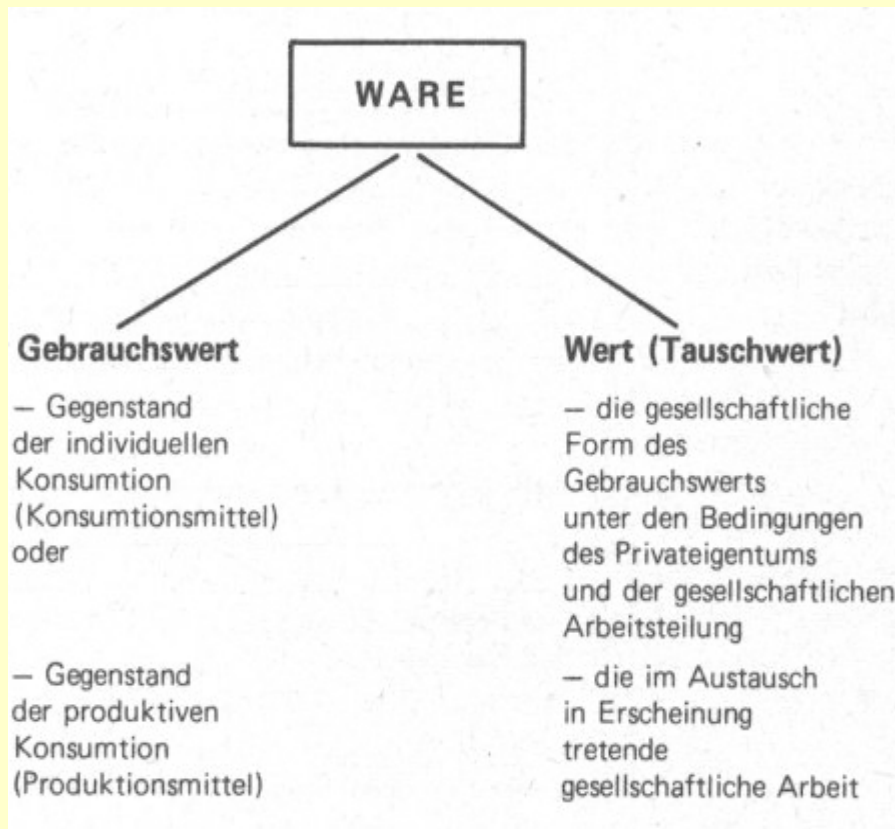 WARE
Gebrauchswert
– Gegenstand
der individuellen
Konsumtion
(Konsumtionsmittel)
oder
– Gegenstand
der produktiven
Konsumtion
(Produktionsmittel)
Wert (Tauschwert)
– die gesellschaftliche
Form des
Gebrauchswerts
unter den Bedingungen
des Privateigentums
und der gesellschaftlichen
Arbeitsteilung
– die im Austausch
in Erscheinung
tretende
gesellschaftliche Arbeit